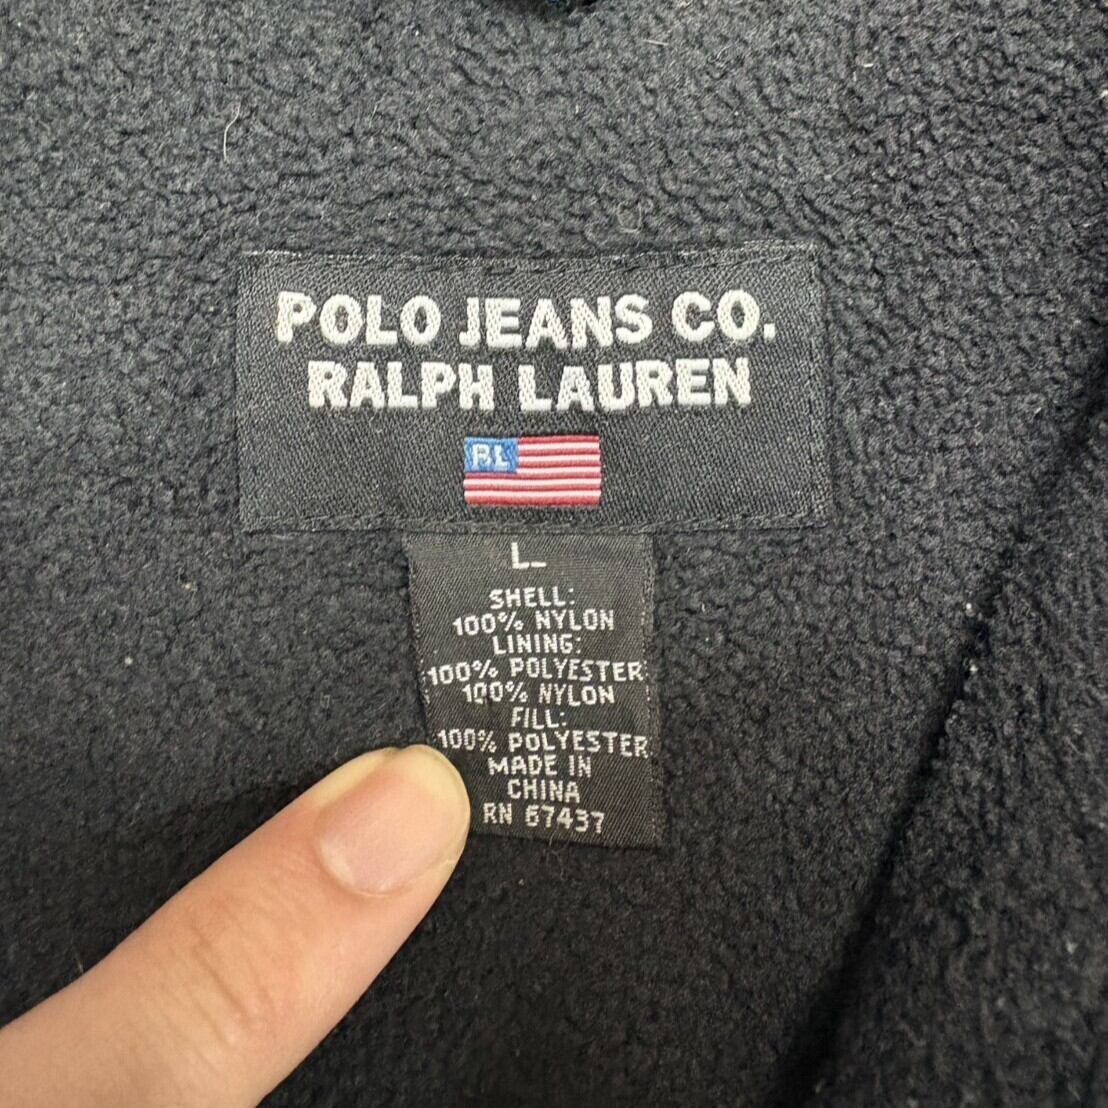 POLO JEANS CO.
RALPH LAUREN
RL
L
SHELL:
100% NYLON
LINING:
100% POLYESTER
100% NYLON
FILL:
100% POLYESTER
MADE IN
CHINA
RN 67437